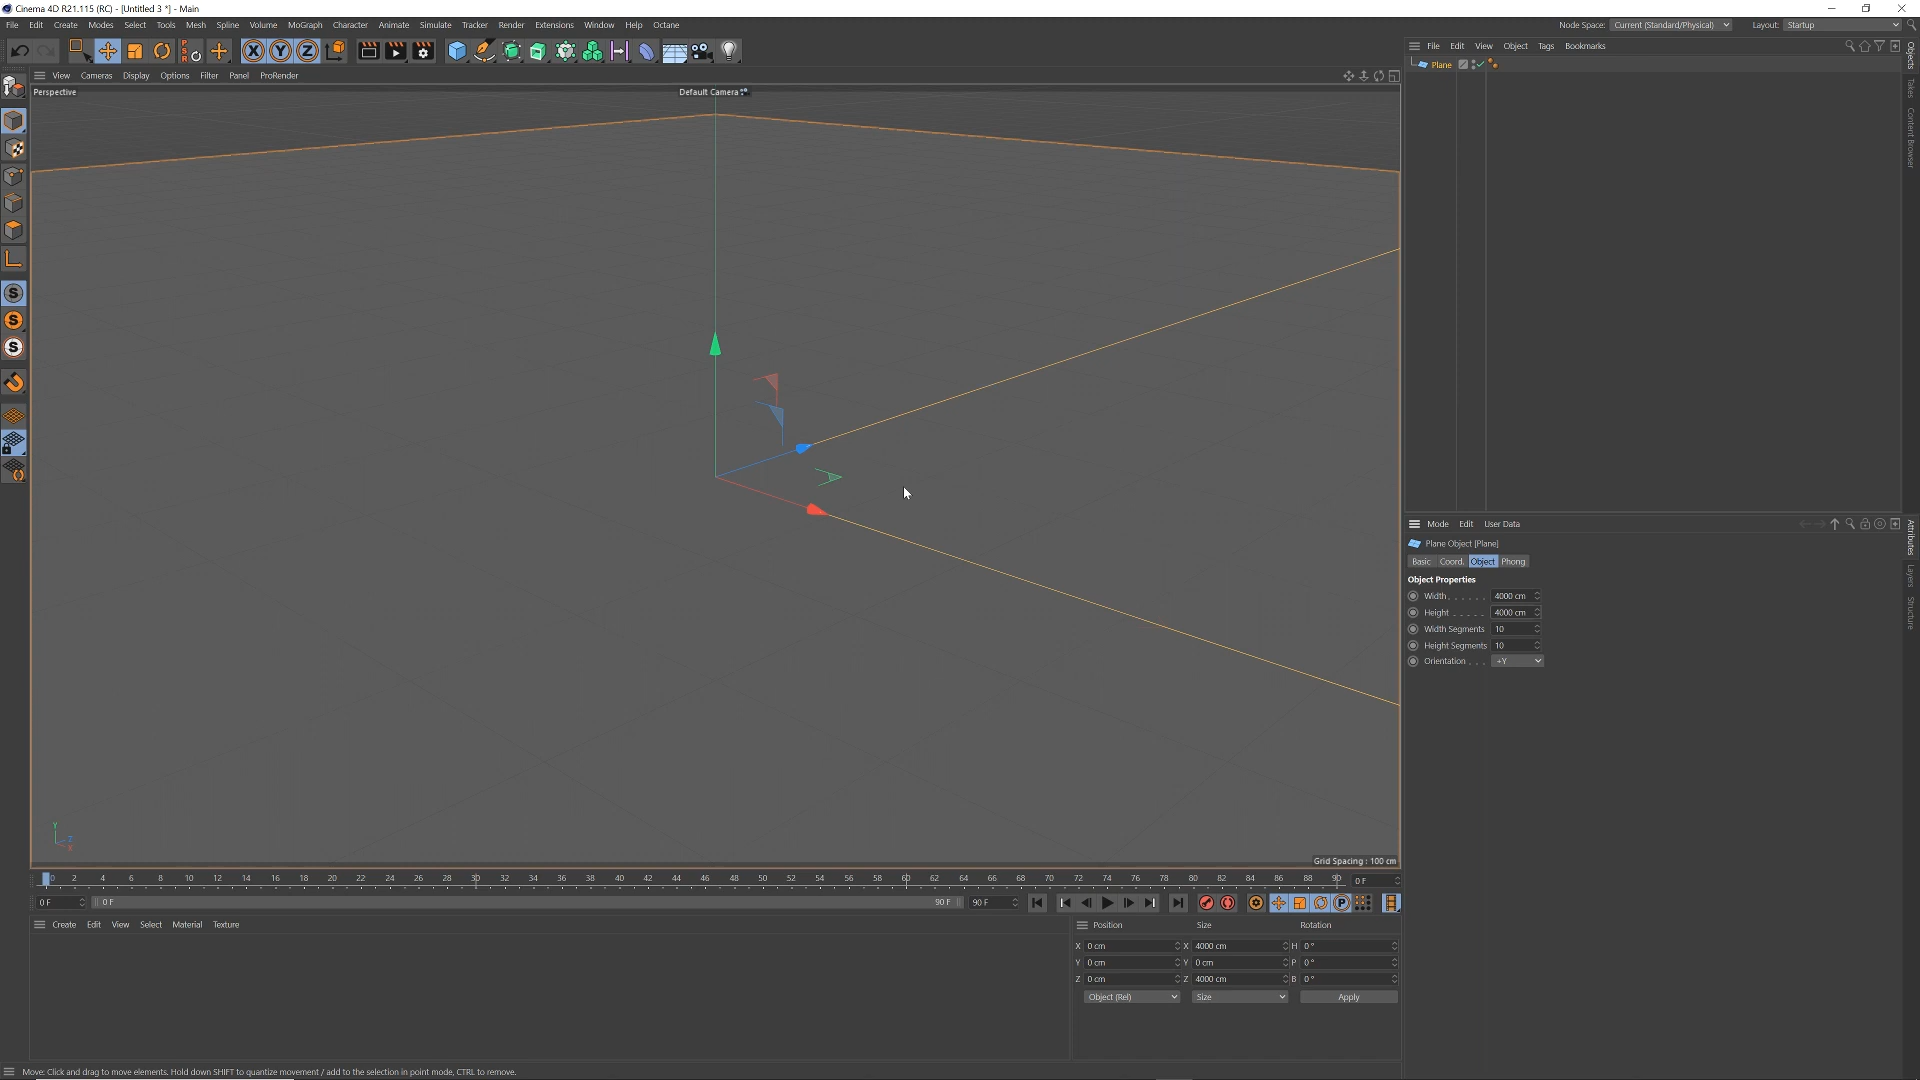 Cinema 4D R21.115 (RC) - [Untitled 3 *] - Main
File Edit Create Modes Select Tools Mesh Spline Volume MoGraph Character Animate Simulate Tracker Render Extensions Window Help Octane
Node Space: Current (Standard/Physical) Layout: Startup
File Edit View Object Tags Bookmarks
Plane
View Cameras Display Options Filter Panel ProRender
Perspective
Default Camera
Objects
Takes
Content Browser
Mode Edit User Data
Plane Object [Plane]
Basic Coord. Object Phong
Object Properties
Width . . . . . . 4000 cm
Height . . . . . 4000 cm
Width Segments 10
Height Segments 10
Orientation . . . +Y
Attributes
Layers
Structure
Y
Z
X
Grid Spacing : 100 cm
0 2 4 6 8 10 12 14 16 18 20 22 24 26 28 30 32 34 36 38 40 42 44 46 48 50 52 54 56 58 60 62 64 66 68 70 72 74 76 78 80 82 84 86 88 90 0 F
0 F 0 F 90 F 90 F
Create Edit View Select Material Texture
Position Size Rotation
X 0 cm X 4000 cm H 0 °
Y 0 cm Y 0 cm P 0 °
Z 0 cm Z 4000 cm B 0 °
Object (Rel) Size Apply
Move: Click and drag to move elements. Hold down SHIFT to quantize movement / add to the selection in point mode, CTRL to remove.